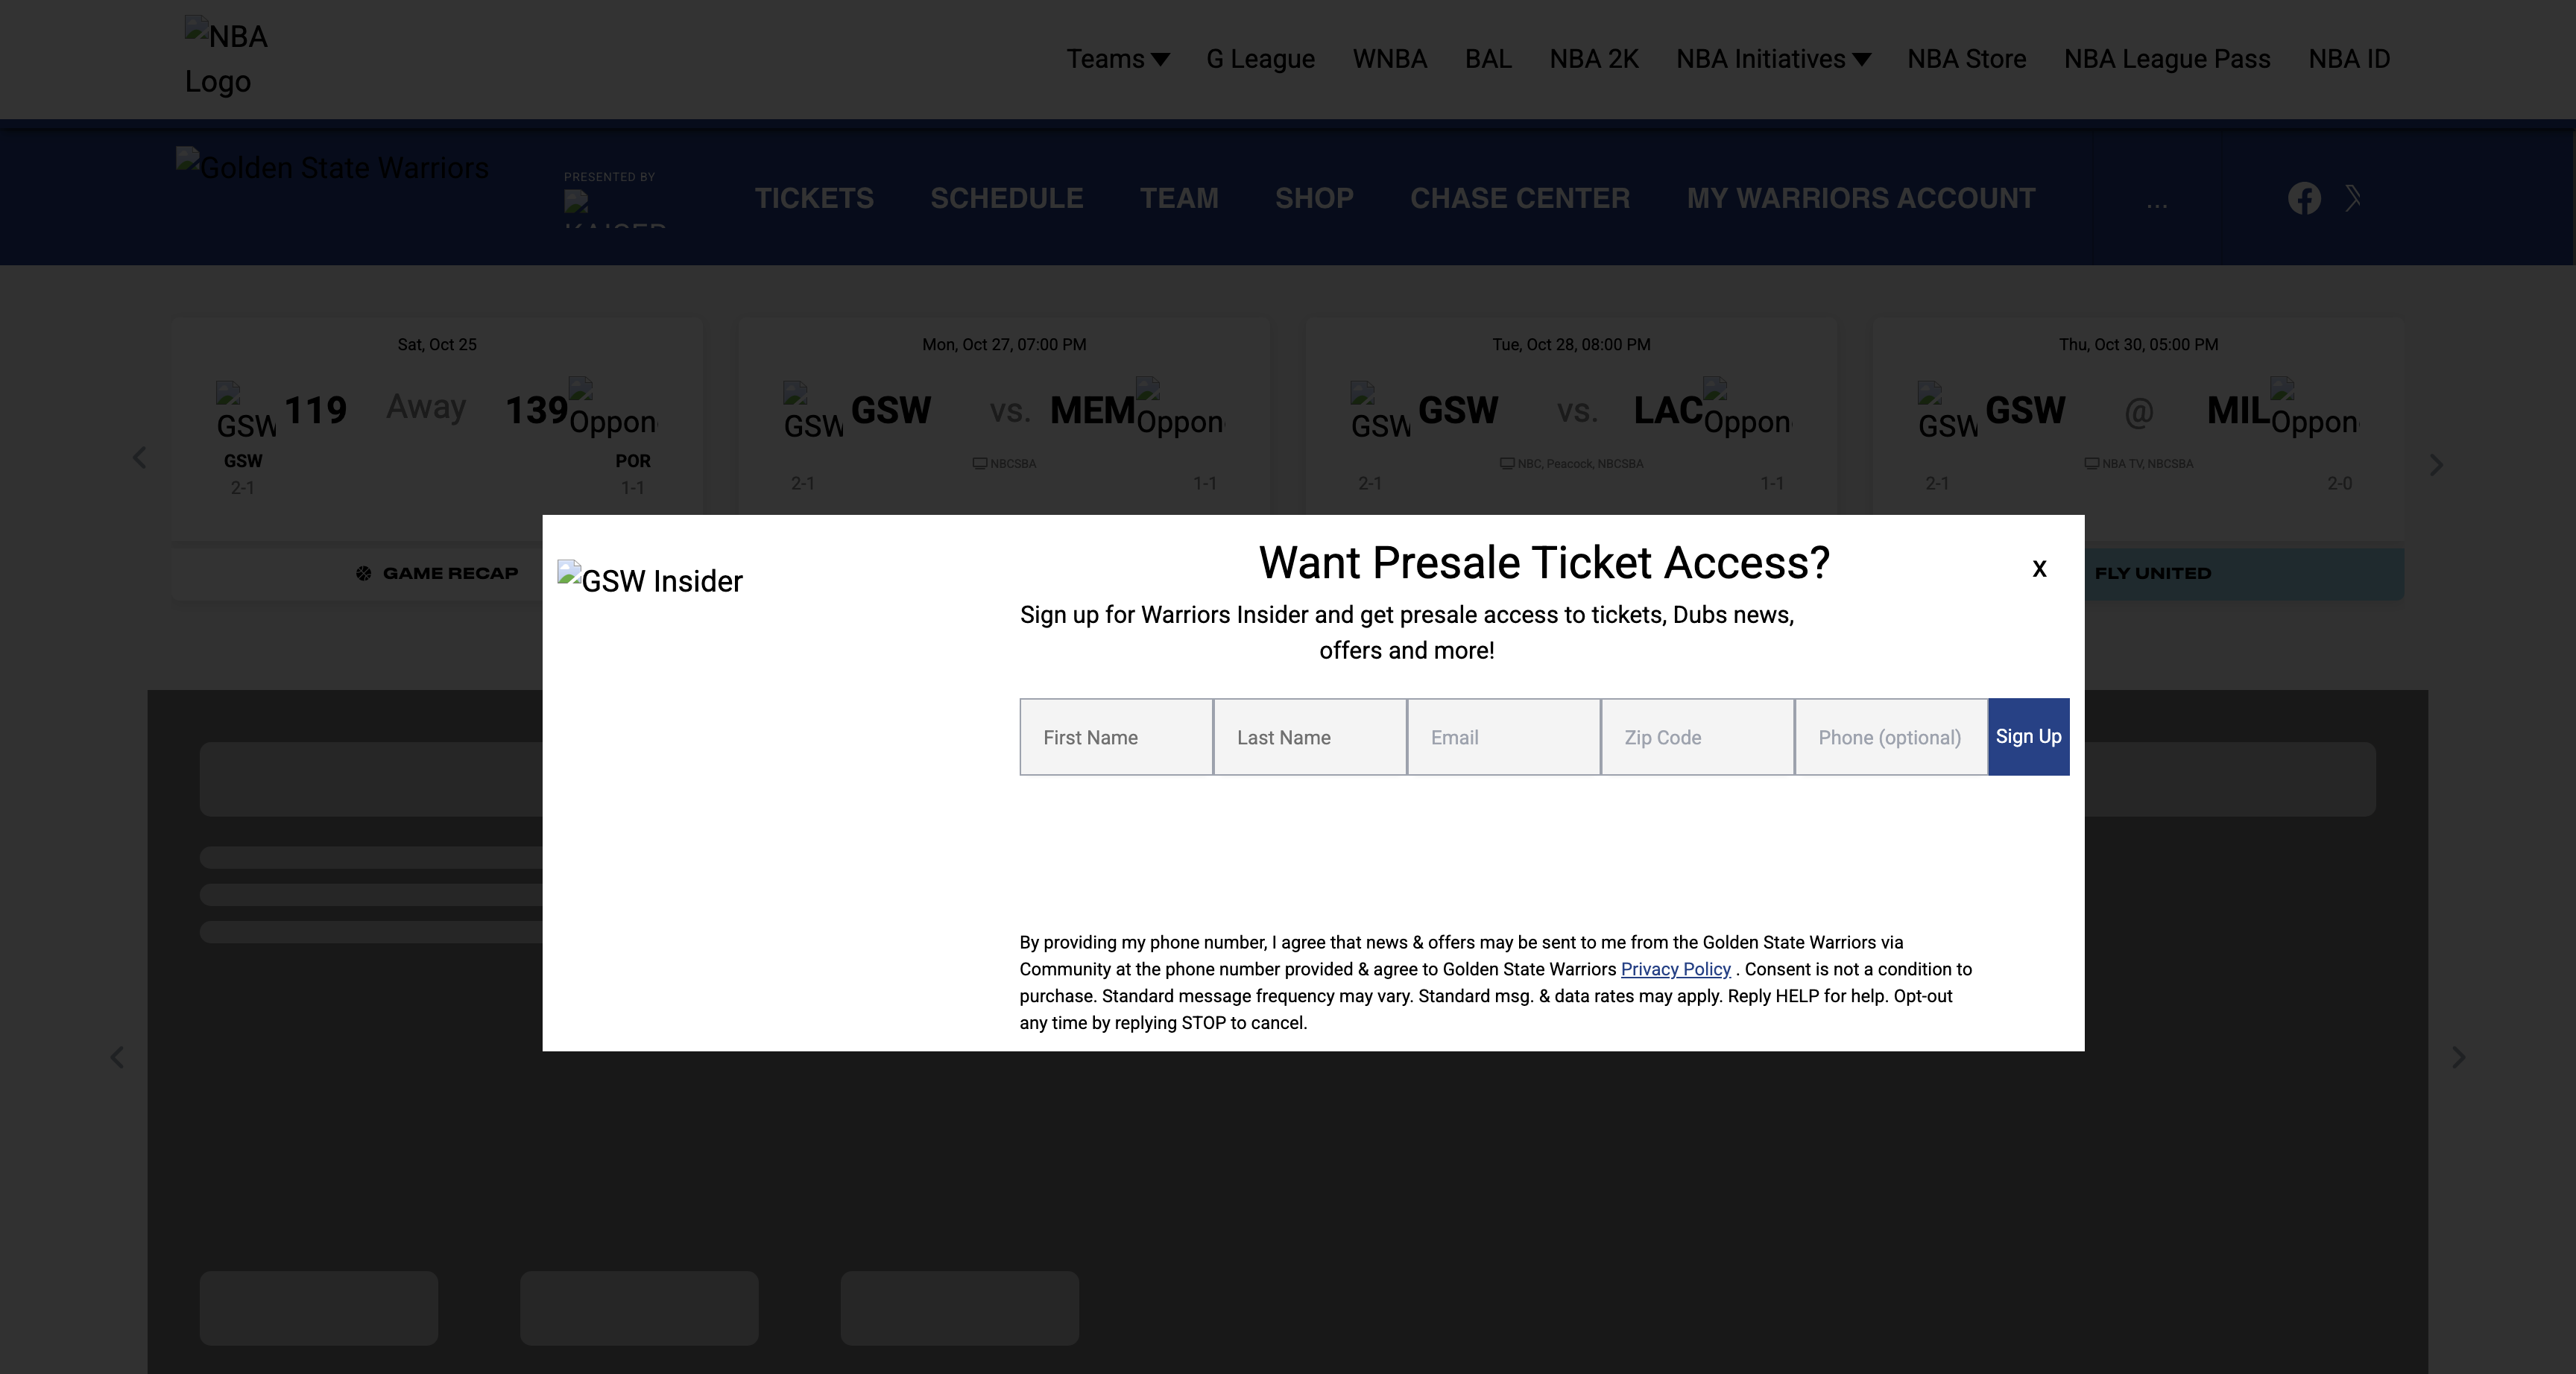 NBA
Logo
Teams G League WNBA BAL NBA 2K NBA Initiatives NBA Store NBA League Pass NBA ID
Golden State Warriors
PRESENTED BY
TICKETS SCHEDULE TEAM SHOP CHASE CENTER MY WARRIORS ACCOUNT ...
Sat, Oct 25
GSW 119 Away 139 Oppon
GSW POR
2-1 1-1
GAME RECAP
Mon, Oct 27, 07:00 PM
GSW GSW vs. MEM Oppon
NBCSBA
2-1 1-1
Tue, Oct 28, 08:00 PM
GSW GSW vs. LAC Oppon
NBC, Peacock, NBCSBA
2-1 1-1
Thu, Oct 30, 05:00 PM
GSW GSW @ MIL Oppon
NBA TV, NBCSBA
2-1 2-0
FLY UNITED
GSW Insider
Want Presale Ticket Access?
X
Sign up for Warriors Insider and get presale access to tickets, Dubs news,
offers and more!
First Name Last Name Email Zip Code Phone (optional) Sign Up
By providing my phone number, I agree that news & offers may be sent to me from the Golden State Warriors via
Community at the phone number provided & agree to Golden State Warriors Privacy Policy . Consent is not a condition to
purchase. Standard message frequency may vary. Standard msg. & data rates may apply. Reply HELP for help. Opt-out
any time by replying STOP to cancel.